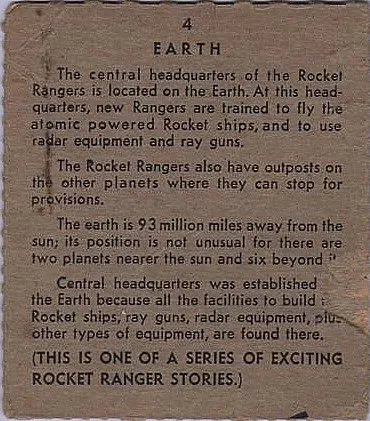 4
EARTH
The central headquarters of the Rocket
Rangers is located on the Earth. At this head-
quarters, new Rangers are trained to fly the
atomic powered Rocket ships, and to use
radar equipment and ray guns.
The Rocket Rangers also have outposts on
the other planets where they can stop for
provisions.
The earth is 93 million miles away from the
sun; its position is not unusual for there are
two planets nearer the sun and six beyond
Central headquarters was established
the Earth because all the facilities to build
Rocket ships, ray guns, radar equipment, plus
other types of equipment, are found there.
(THIS IS ONE OF A SERIES OF EXCITING
ROCKET RANGER STORIES.)